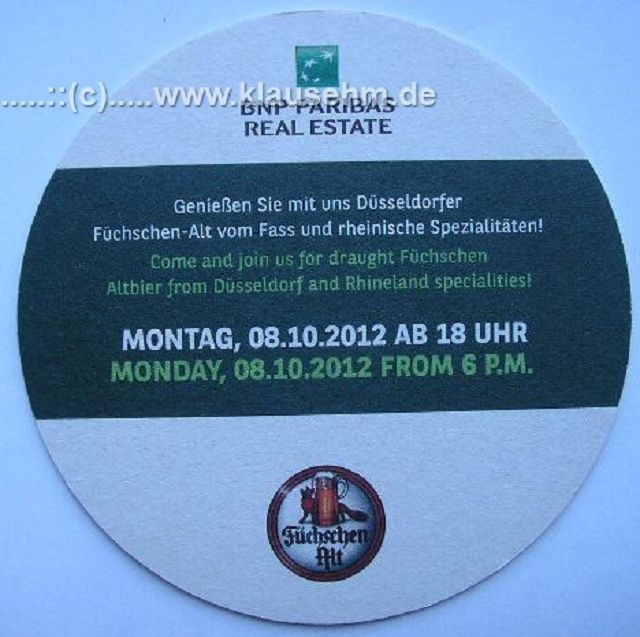 .....::(c).....www.klausehm.de
BNP PARIBAS
REAL ESTATE
Genießen Sie mit uns Düsseldorfer
Füchschen-Alt vom Fass und rheinische Spezialitäten!
Come and join us for draught Füchschen
Altbier from Düsseldorf and Rhineland specialities!
MONTAG, 08.10.2012 AB 18 UHR
MONDAY, 08.10.2012 FROM 6 P.M.
Füchschen
Alt